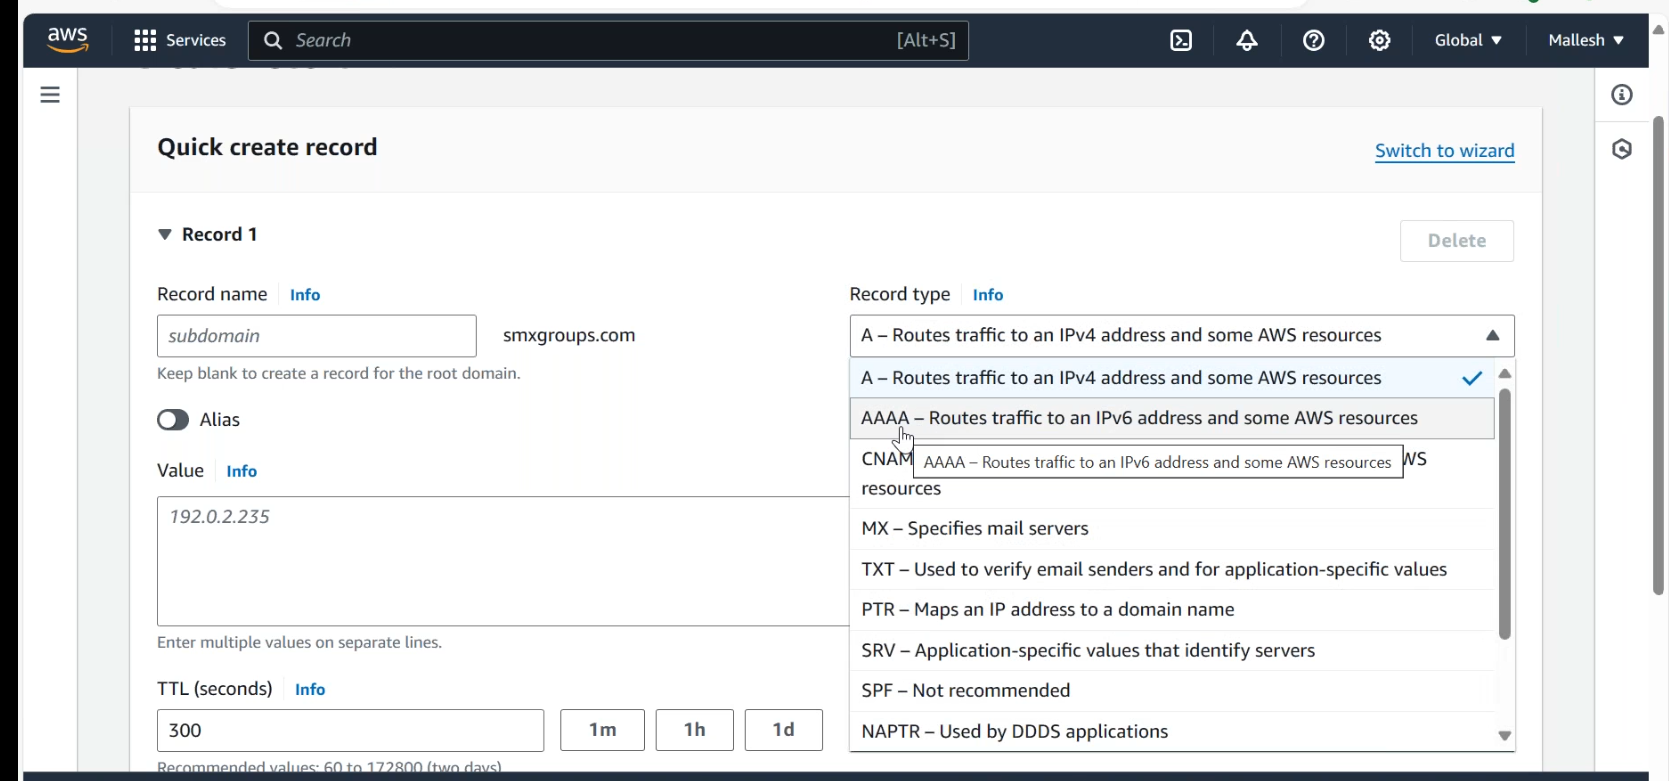 aws
Services
Search
[Alt+S]
Global
Mallesh
Quick create record
Switch to wizard
Record 1
Delete
Record name
Info
Record type
Info
subdomain
smxgroups.com
A – Routes traffic to an IPv4 address and some AWS resources
Keep blank to create a record for the root domain.
A – Routes traffic to an IPv4 address and some AWS resources
Alias
AAAA – Routes traffic to an IPv6 address and some AWS resources
Value
Info
AAAA – Routes traffic to an IPv6 address and some AWS resources
resources
192.0.2.235
MX – Specifies mail servers
TXT – Used to verify email senders and for application-specific values
PTR – Maps an IP address to a domain name
Enter multiple values on separate lines.
SRV – Application-specific values that identify servers
TTL (seconds)
Info
SPF – Not recommended
300
1m
1h
1d
NAPTR – Used by DDDS applications
Recommended values: 60 to 172800 (two days)